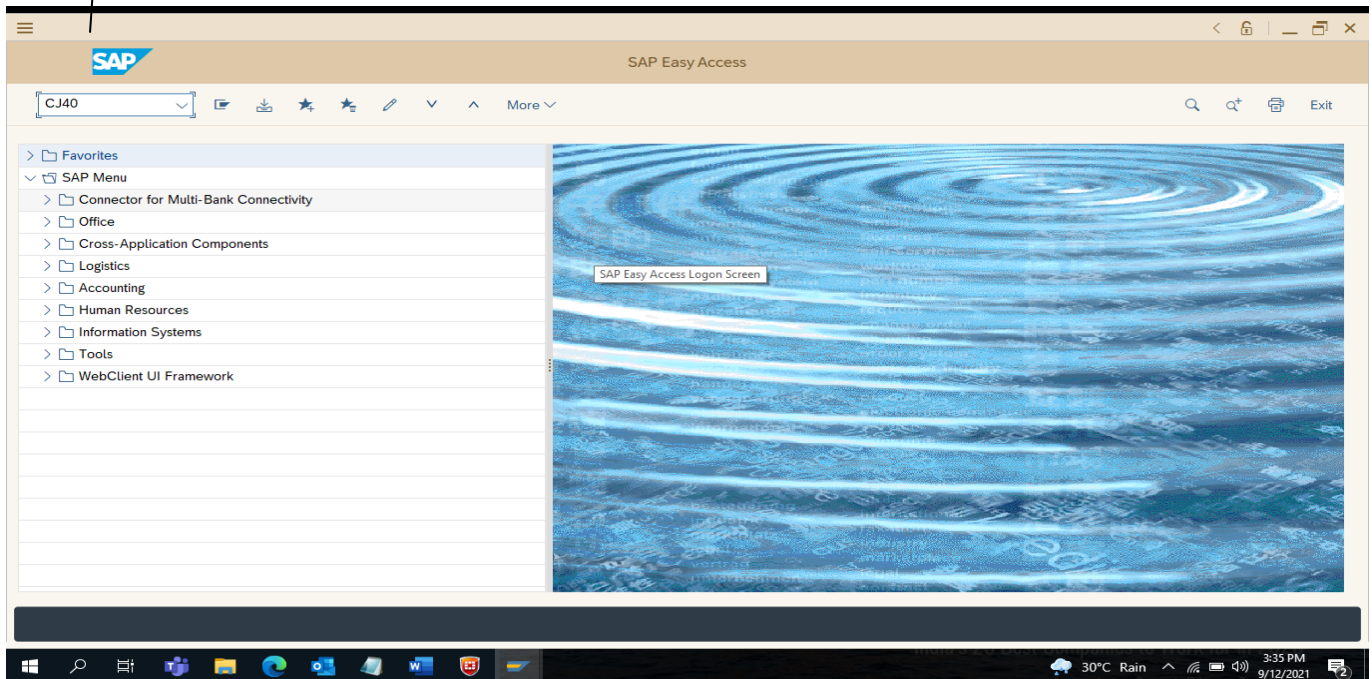 SAP
SAP Easy Access
CJ40
More
Exit
Favorites
SAP Menu
Connector for Multi-Bank Connectivity
Office
Cross-Application Components
Logistics
Accounting
Human Resources
Information Systems
Tools
WebClient UI Framework
SAP Easy Access Logon Screen
30°C Rain
3:35 PM
9/12/2021
2